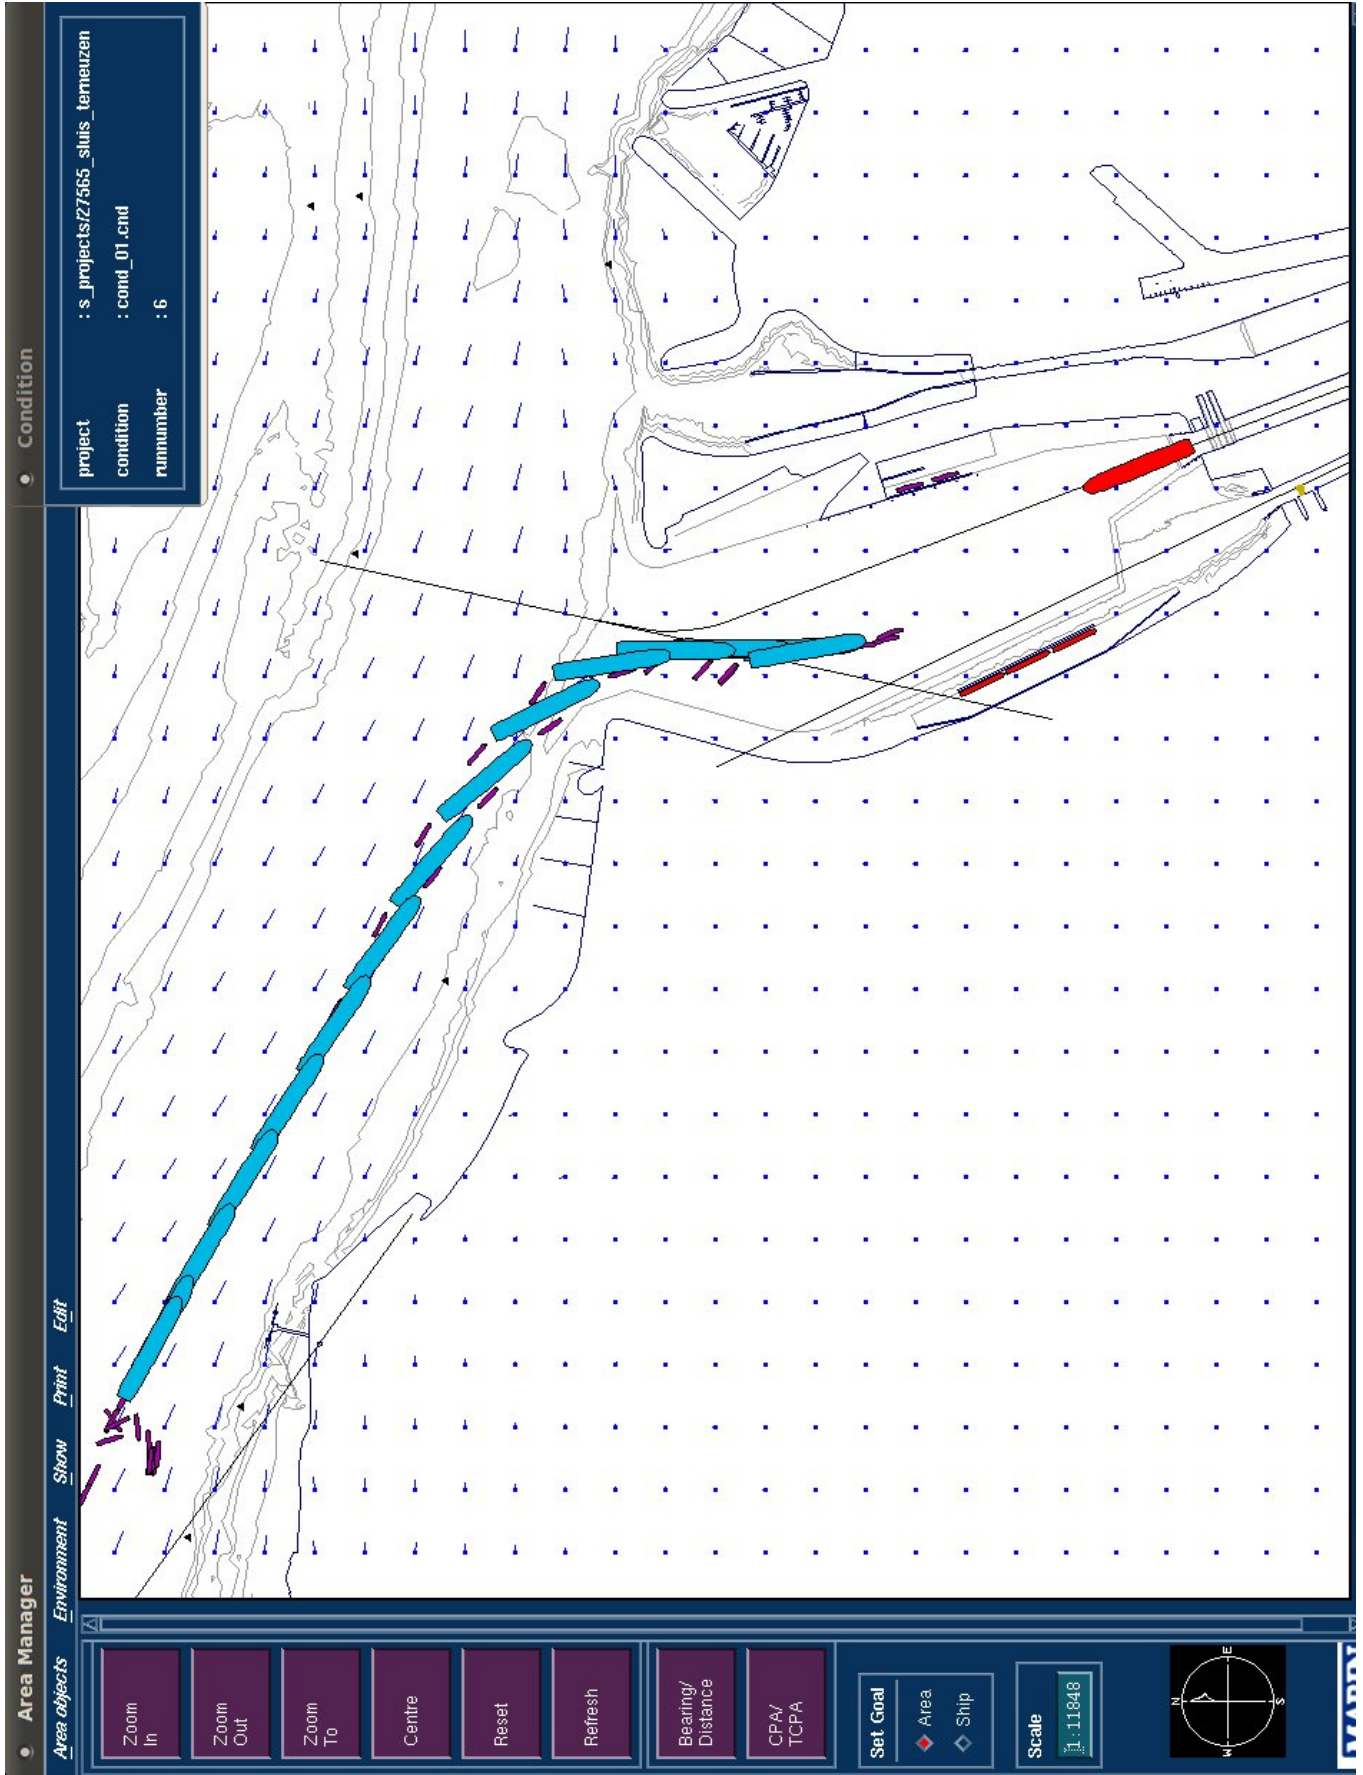 Area Manager
Condition
Area objects Environment Show Print Edit
project : s_projects/27565_sluis_terneuzen
condition : cond_01.cnd
runnumber : 6
Zoom
In
Zoom
Out
Zoom
To
Centre
Reset
Refresh
Bearing/
Distance
CPA/
TCPA
Set Goal
Area
Ship
Scale
1:11848
N
W E
S